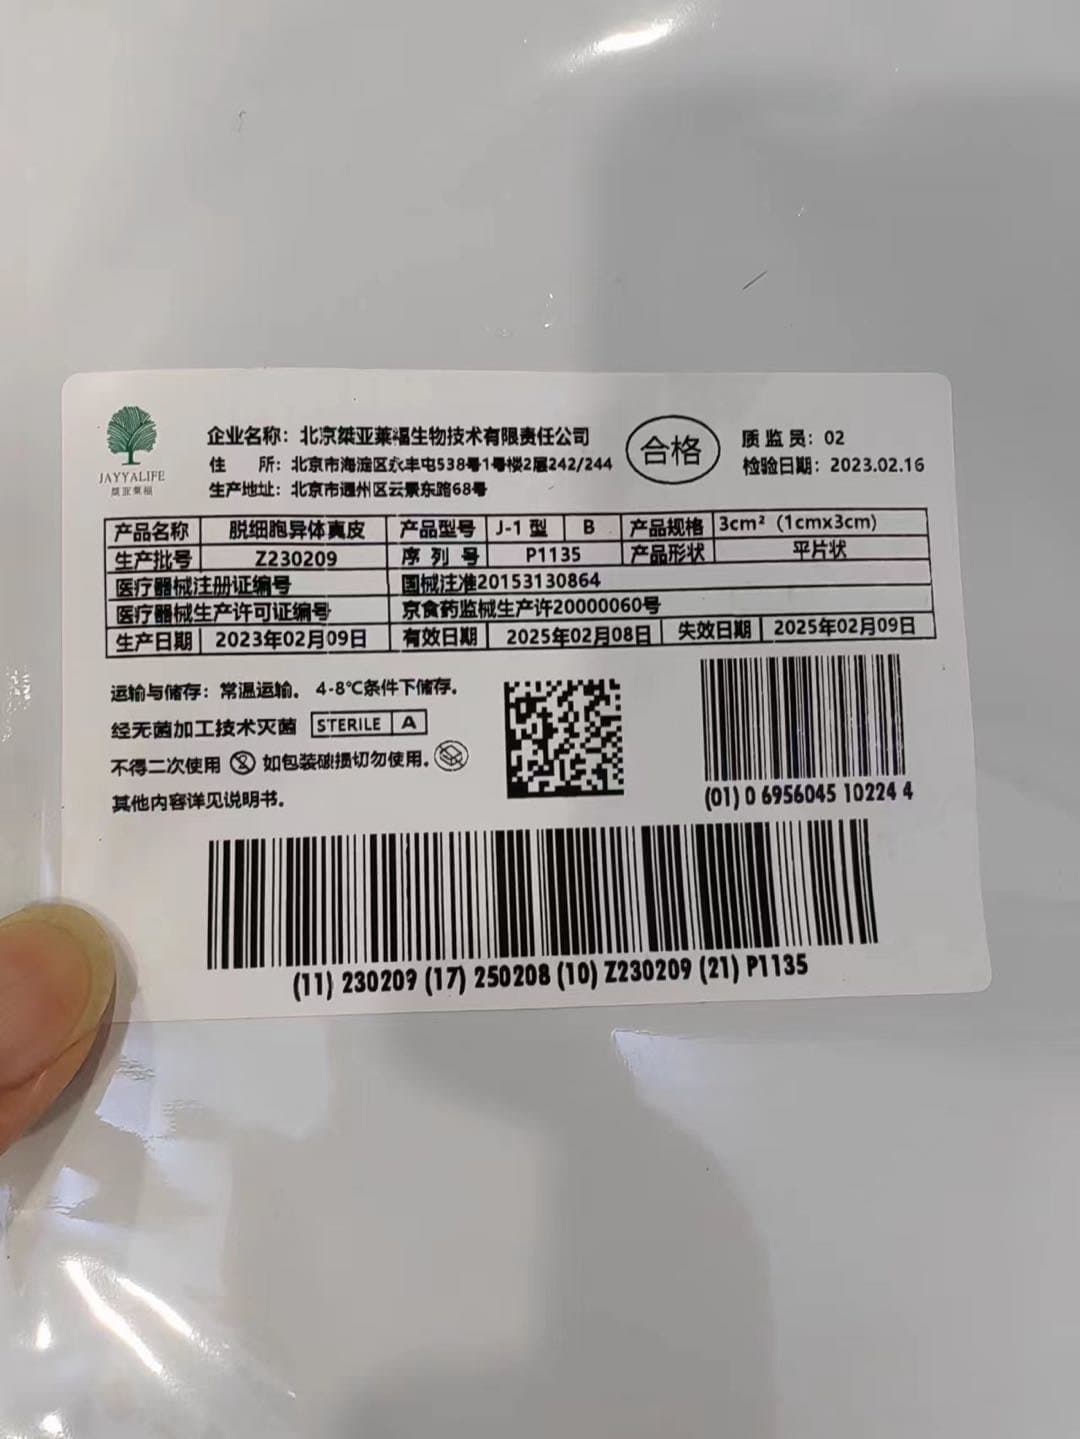 JAYYALIFE
桀亚莱福
企业名称：北京桀亚莱福生物技术有限责任公司
住 所：北京市海淀区永丰屯538号1号楼2层242/244
生产地址：北京市通州区云景东路68号
合格
质监员：02
检验日期：2023.02.16
产品名称 脱细胞异体真皮 产品型号 J-1型 B 产品规格 3cm²（1cmx3cm）
生产批号 Z230209 序列号 P1135 产品形状 平片状
医疗器械注册证编号 国械注准20153130864
医疗器械生产许可证编号 京食药监械生产许20000060号
生产日期 2023年02月09日 有效日期 2025年02月08日 失效日期 2025年02月09日
运输与储存：常温运输。4-8℃条件下储存。
经无菌加工技术灭菌 STERILE A
不得二次使用 2 如包装破损切勿使用。
其他内容详见说明书。
(01) 0 6956045 10224 4
(11) 230209 (17) 250208 (10) Z230209 (21) P1135